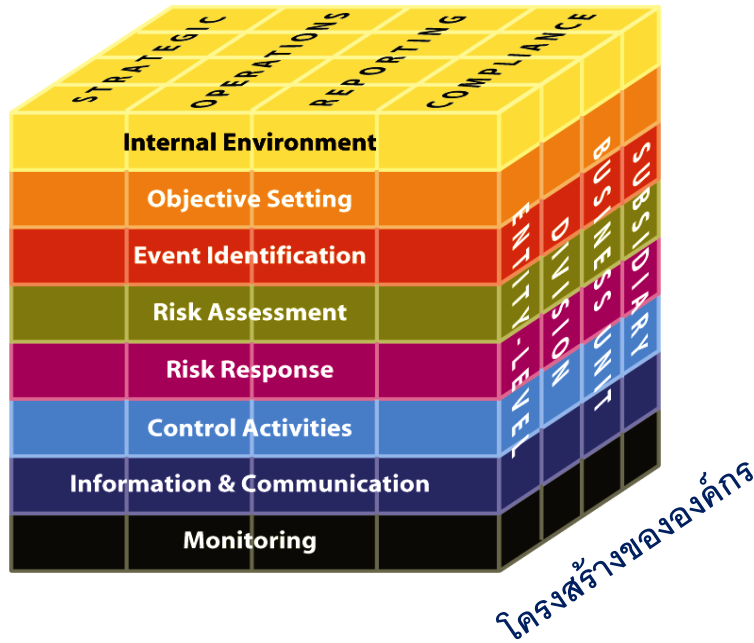 STRATEGIC
OPERATIONS
REPORTING
COMPLIANCE
Internal Environment
Objective Setting
Event Identification
Risk Assessment
Risk Response
Control Activities
Information & Communication
Monitoring
ENTITY-LEVEL
DIVISION
BUSINESS UNIT
SUBSIDIARY
โครงสร้างขององค์กร